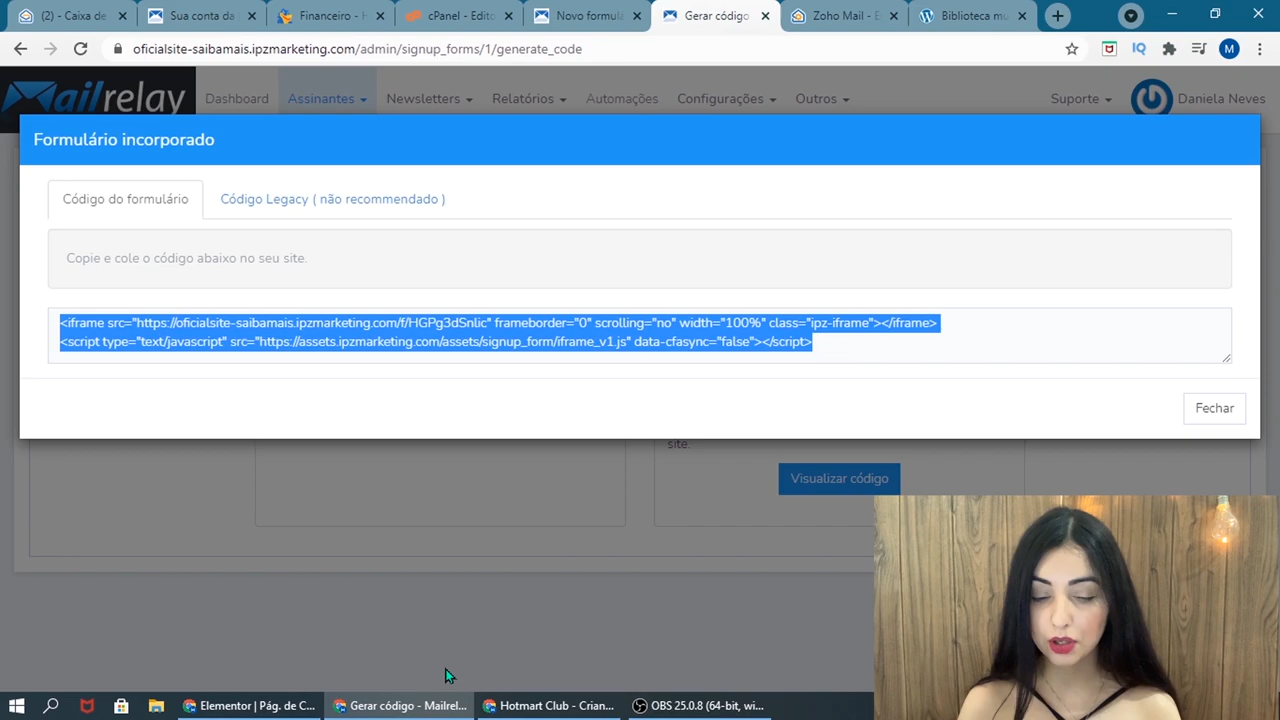 (2) - Caixa de
Sua conta da
Financeiro - H
cPanel - Edito
Novo formula
Gerar código
Zoho Mail - E
Biblioteca mu
oficialsite-saibamais.ipzmarketing.com/admin/signup_forms/1/generate_code
IQ
M
ailrelay
Dashboard
Assinantes
Newsletters
Relatórios
Automações
Configurações
Outros
Suporte
Daniela Neves
Formulário incorporado
Código do formulário
Código Legacy ( não recommendado )
Copie e cole o código abaixo no seu site.
<iframe src="https://oficialsite-saibamais.ipzmarketing.com/f/HGPg3dSnlic" frameborder="0" scrolling="no" width="100%" class="ipz-iframe"></iframe>
<script type="text/javascript" src="https://assets.ipzmarketing.com/assets/signup_form/iframe_v1.js" data-cfasync="false"></script>
Fechar
site.
Visualizar código
Elementor | Pág. de C...
Gerar código - Mailrel...
Hotmart Club - Crian...
OBS 25.0.8 (64-bit, wi...